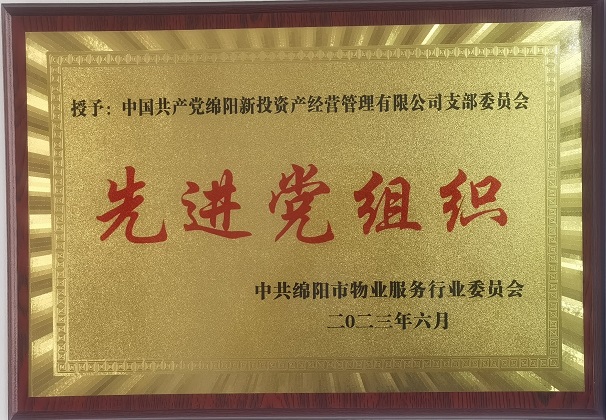 授予：中国共产党绵阳新投资产经营管理有限公司支部委员会
先进党组织
中共绵阳市物业服务行业委员会
二〇二三年六月